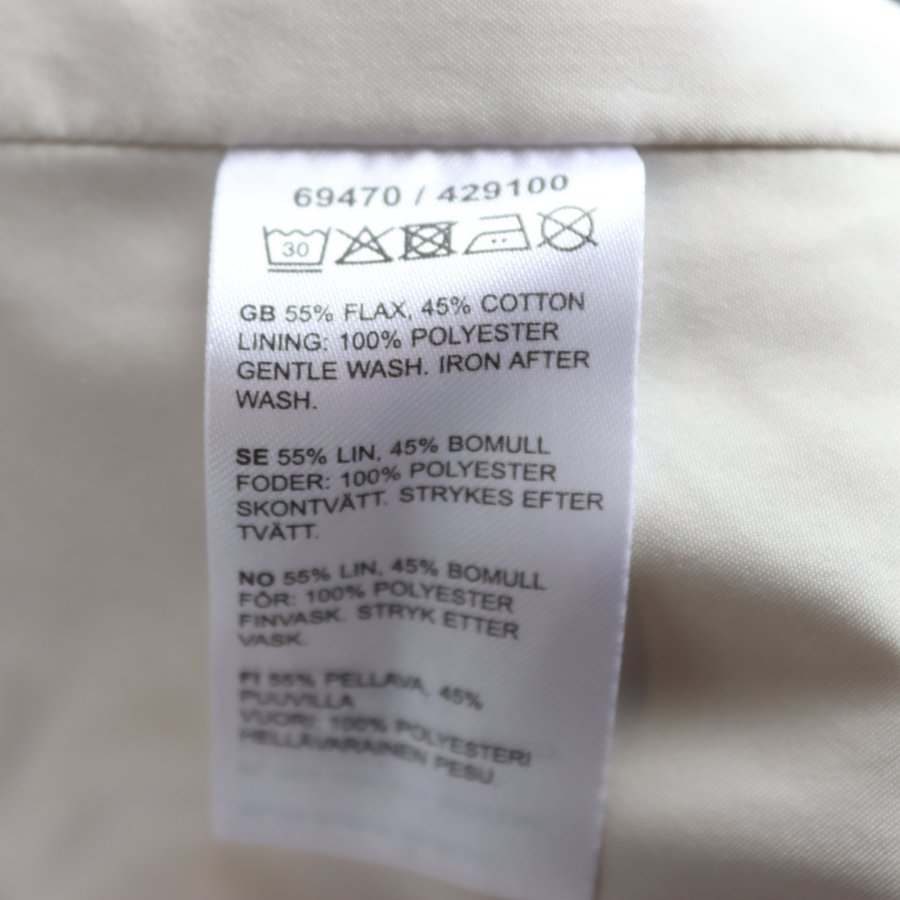 69470 / 429100
30
GB 55% FLAX, 45% COTTON
LINING: 100% POLYESTER
GENTLE WASH. IRON AFTER
WASH.
SE 55% LIN, 45% BOMULL
FODER: 100% POLYESTER
SKONTVÄTT. STRYKES EFTER
TVÄTT.
NO 55% LIN, 45% BOMULL
FÔR: 100% POLYESTER
FINVASK. STRYK ETTER
VASK.
FI 55% PELLAVA, 45%
PUUVILLA
VUORI: 100% POLYESTERI
HELLÄVARAINEN PESU.